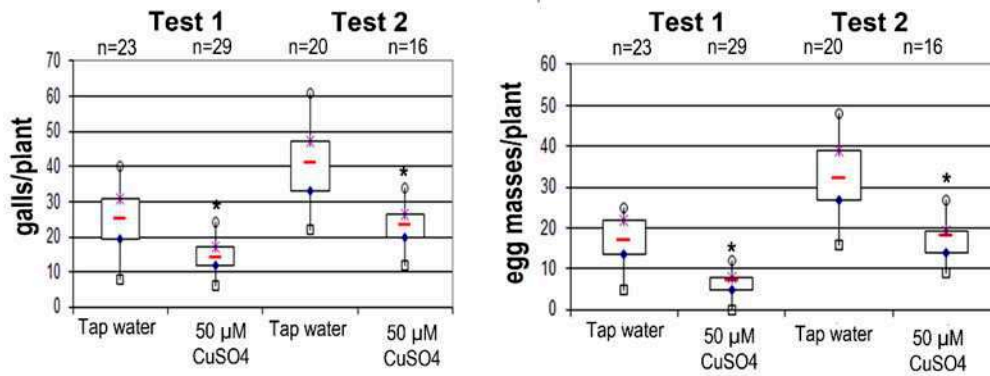 Test 1 Test 2
n=23 n=29 n=20 n=16
galls/plant
70
60
50
40
30
20
10
0
Tap water 50 µM CuSO4 Tap water 50 µM CuSO4
Test 1 Test 2
n=23 n=29 n=20 n=16
egg masses/plant
60
50
40
30
20
10
0
Tap water 50 µM CuSO4 Tap water 50 µM CuSO4